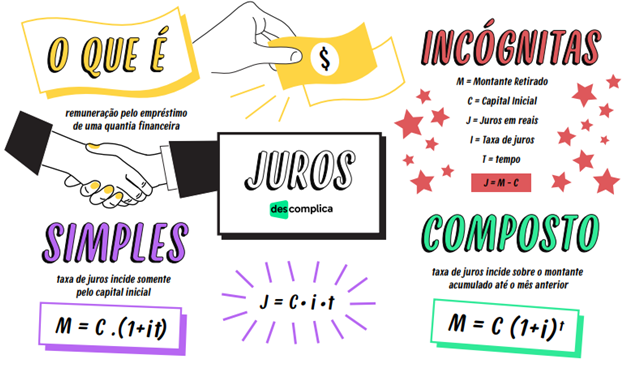 O QUE É
remuneração pelo empréstimo
de uma quantia financeira
$
INCÓGNITAS
M = Montante Retirado
C = Capital Inicial
J = Juros em reais
I = Taxa de juros
T = tempo
J = M - C
JUROS
descomplica
SIMPLES
taxa de juros incide somente
pelo capital inicial
M = C .(1+it)
J = C • i • t
COMPOSTO
taxa de juros incide sobre o montante
acumulado até o mês anterior
M = C (1+i)ᵗ